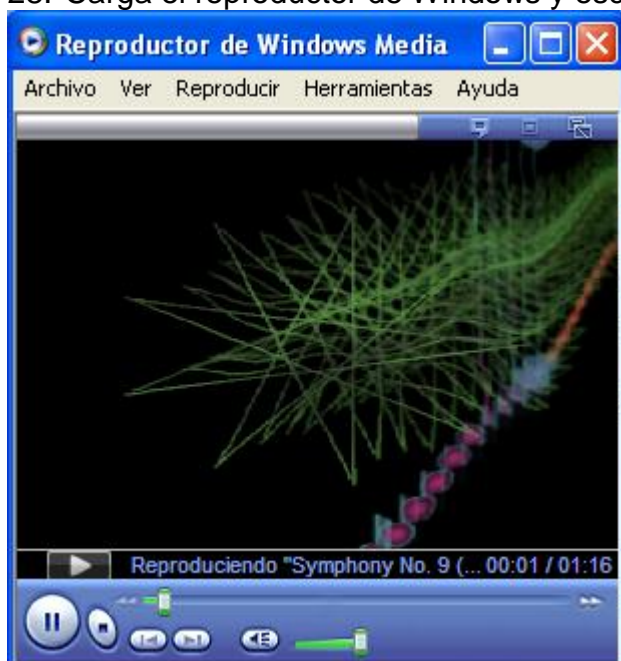 Reproductor de Windows Media
Archivo Ver Reproducir Herramientas Ayuda
Reproduciendo "Symphony No. 9 (... 00:01 / 01:16